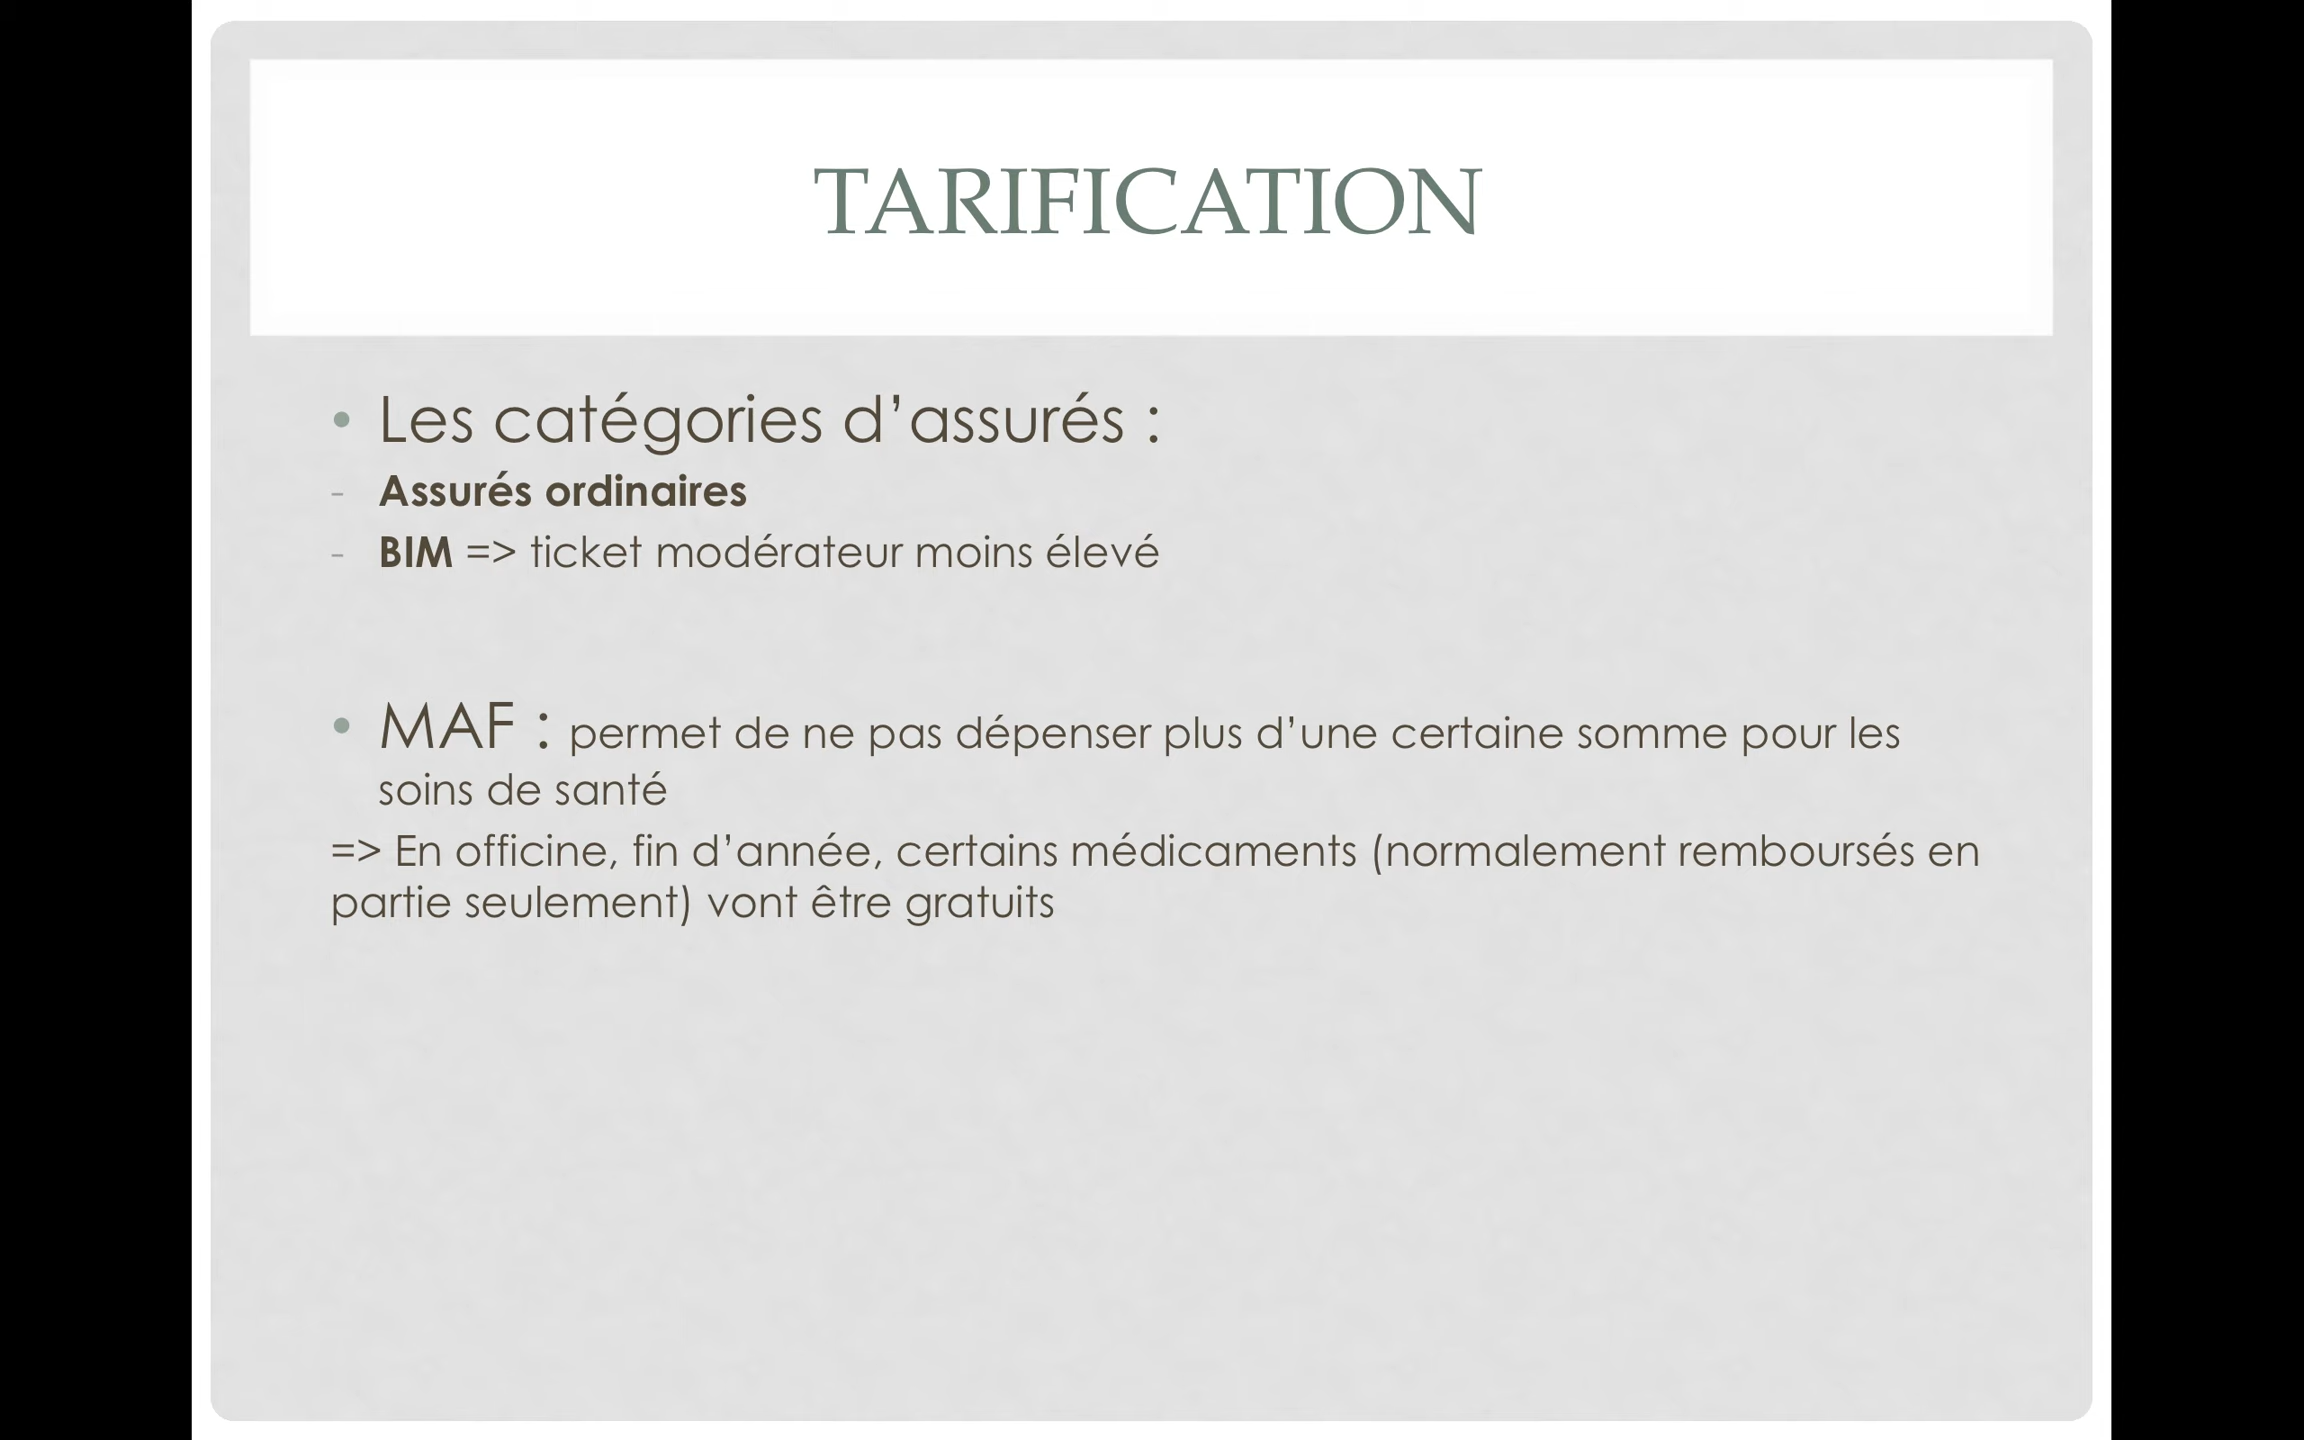 TARIFICATION
• Les catégories d’assurés :
- Assurés ordinaires
- BIM => ticket modérateur moins élevé
• MAF : permet de ne pas dépenser plus d’une certaine somme pour les
soins de santé
=> En officine, fin d’année, certains médicaments (normalement remboursés en
partie seulement) vont être gratuits